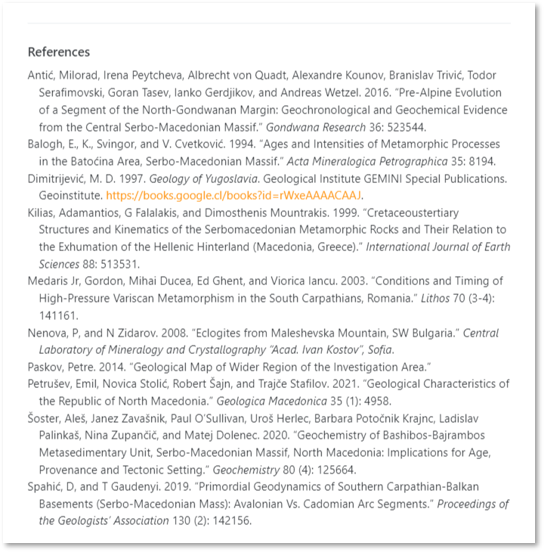 References
Antić, Milorad, Irena Peytcheva, Albrecht von Quadt, Alexandre Kounov, Branislav Trivić, Todor
Serafimovski, Goran Tasev, Ianko Gerdjikov, and Andreas Wetzel. 2016. “Pre-Alpine Evolution
of a Segment of the North-Gondwanan Margin: Geochronological and Geochemical Evidence
from the Central Serbo-Macedonian Massif.” Gondwana Research 36: 523544.
Balogh, E., K., Svingor, and V. Cvetković. 1994. “Ages and Intensities of Metamorphic Processes
in the Batoćina Area, Serbo-Macedonian Massif.” Acta Mineralogica Petrographica 35: 8194.
Dimitrijević, M. D. 1997. Geology of Yugoslavia. Geological Institute GEMINI Special Publications.
Geoinstitute. https://books.google.cl/books?id=rWxeAAAACAAJ.
Kilias, Adamantios, G Falalakis, and Dimosthenis Mountrakis. 1999. “Cretaceoustertiary
Structures and Kinematics of the Serbomacedonian Metamorphic Rocks and Their Relation to
the Exhumation of the Hellenic Hinterland (Macedonia, Greece).” International Journal of Earth
Sciences 88: 513531.
Medaris Jr, Gordon, Mihai Ducea, Ed Ghent, and Viorica Iancu. 2003. “Conditions and Timing of
High-Pressure Variscan Metamorphism in the South Carpathians, Romania.” Lithos 70 (3-4):
141161.
Nenova, P, and N Zidarov. 2008. “Eclogites from Maleshevska Mountain, SW Bulgaria.” Central
Laboratory of Mineralogy and Crystallography “Acad. Ivan Kostov”, Sofia.
Paskov, Petre. 2014. “Geological Map of Wider Region of the Investigation Area.”
Petrušev, Emil, Novica Stolić, Robert Šajn, and Trajče Stafilov. 2021. “Geological Characteristics of
the Republic of North Macedonia.” Geologica Macedonica 35 (1): 4958.
Šoster, Aleš, Janez Zavašnik, Paul O’Sullivan, Uroš Herlec, Barbara Potočnik Krajnc, Ladislav
Palinkaš, Nina Zupančič, and Matej Dolenec. 2020. “Geochemistry of Bashibos-Bajrambos
Metasedimentary Unit, Serbo-Macedonian Massif, North Macedonia: Implications for Age,
Provenance and Tectonic Setting.” Geochemistry 80 (4): 125664.
Spahić, D, and T Gaudenyi. 2019. “Primordial Geodynamics of Southern Carpathian-Balkan
Basements (Serbo-Macedonian Mass): Avalonian Vs. Cadomian Arc Segments.” Proceedings of
the Geologists’ Association 130 (2): 142156.